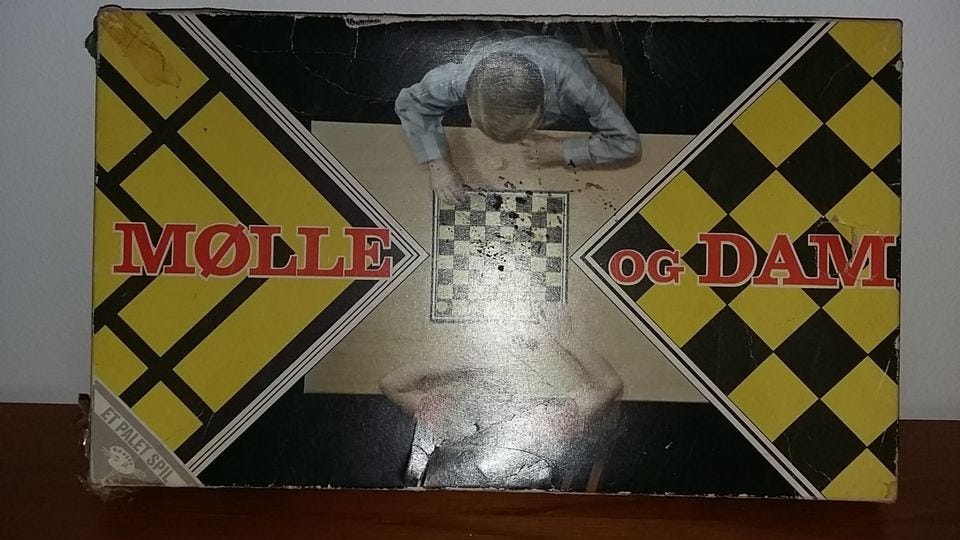 MØLLE
OG DAM
ET PALET SPIL